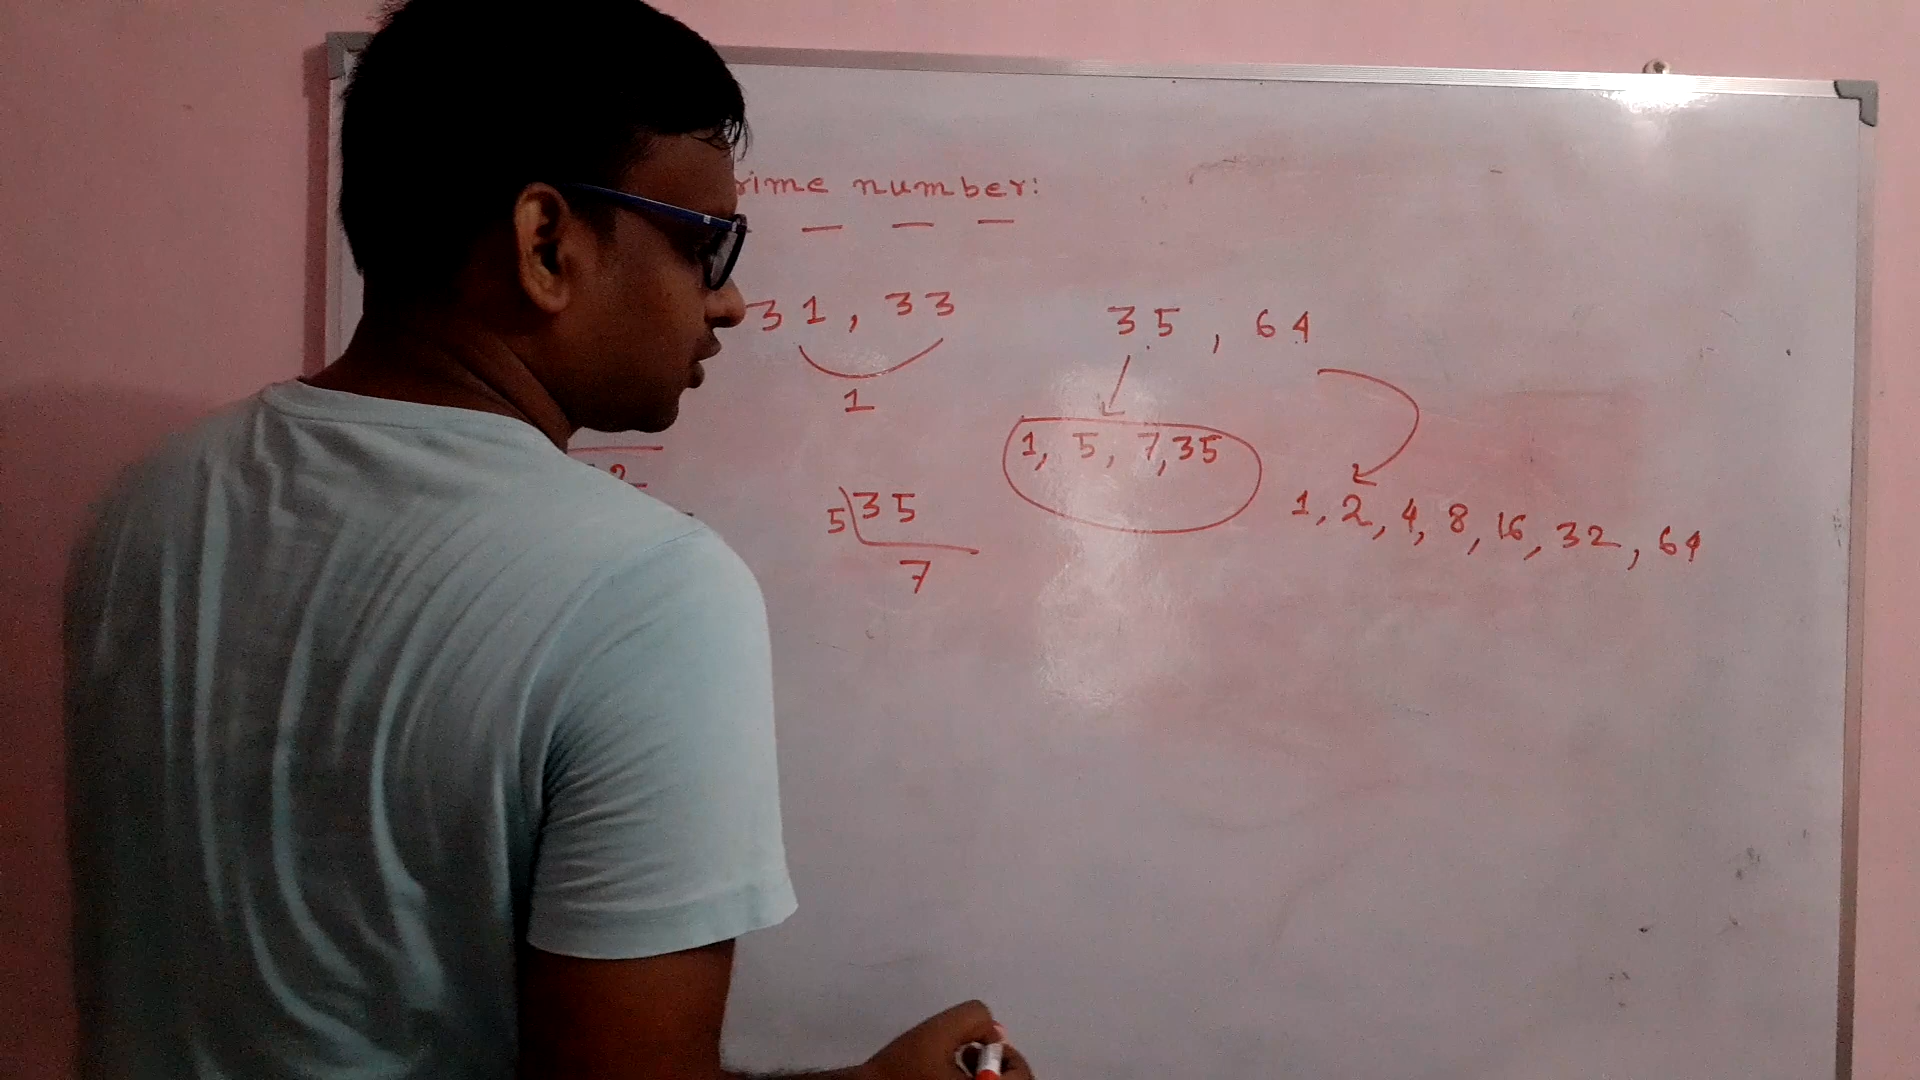 rime number:
31, 33
35, 64
1
1, 5, 7, 35
2
5 35
1, 2, 4, 8, 16, 32, 64
7